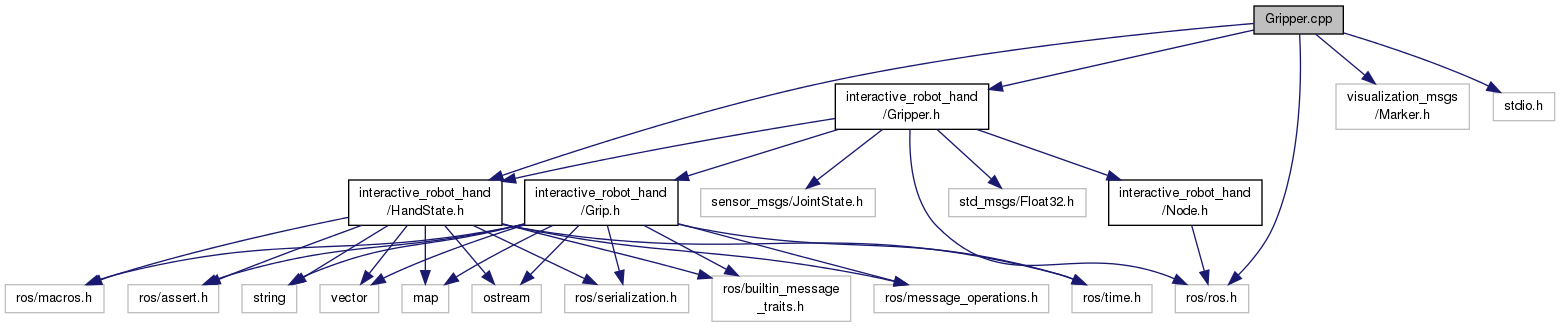 Gripper.cpp
interactive_robot_hand
/Gripper.h
visualization_msgs
/Marker.h
stdio.h
interactive_robot_hand
/HandState.h
interactive_robot_hand
/Grip.h
sensor_msgs/JointState.h
std_msgs/Float32.h
interactive_robot_hand
/Node.h
ros/macros.h
ros/assert.h
string
vector
map
ostream
ros/serialization.h
ros/builtin_message
_traits.h
ros/message_operations.h
ros/time.h
ros/ros.h